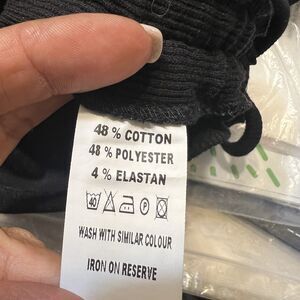 48 % COTTON
48 % POLYESTER
4 % ELASTAN
40 P
WASH WITH SIMILAR COLOUR
IRON ON RESERVE